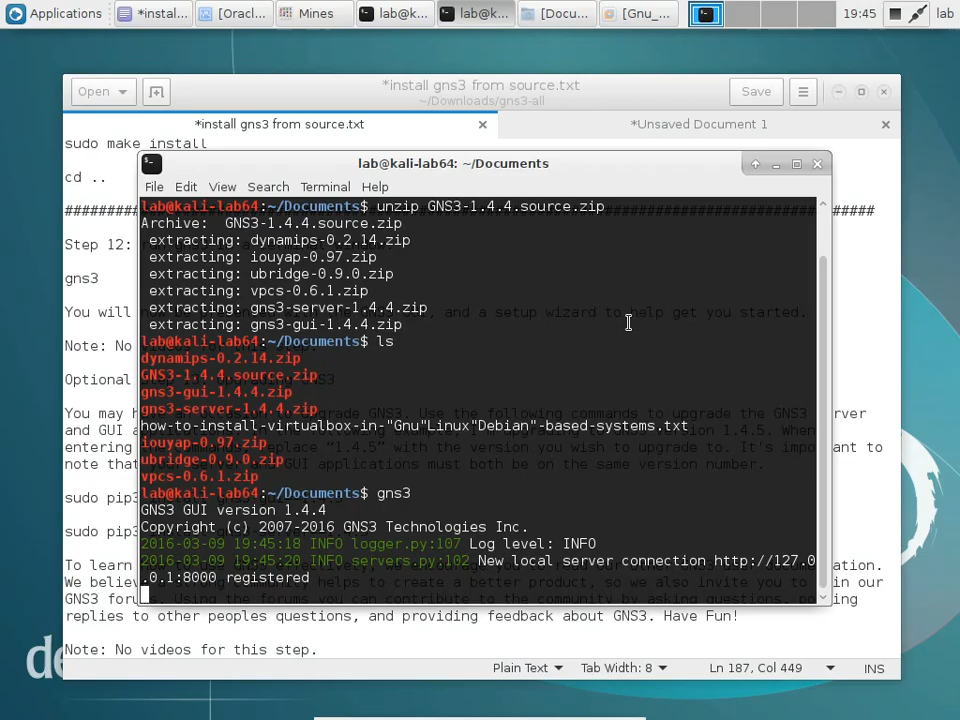 Applications
*instal...
[Oracl...
Mines
lab@k...
lab@k...
[Docu...
[Gnu_...
19:45
lab
Open
*install gns3 from source.txt
~/Downloads/gns3-all
Save
*install gns3 from source.txt
*Unsaved Document 1
sudo make install
cd ..
Step 12:
gns3
You will now
Note: No
Optional
You may
and GUI
entering
note that
sudo pip3
sudo pip3
To learn
We believ
GNS3 foru
replies to other peoples questions, and providing feedback about GNS3. Have Fun!
Note: No videos for this step.
Plain Text
Tab Width: 8
Ln 187, Col 449
INS
lab@kali-lab64: ~/Documents
File Edit View Search Terminal Help
lab@kali-lab64:~/Documents$ unzip GNS3-1.4.4.source.zip
Archive:  GNS3-1.4.4.source.zip
 extracting: dynamips-0.2.14.zip
 extracting: iouyap-0.97.zip
 extracting: ubridge-0.9.0.zip
 extracting: vpcs-0.6.1.zip
 extracting: gns3-server-1.4.4.zip
 extracting: gns3-gui-1.4.4.zip
lab@kali-lab64:~/Documents$ ls
dynamips-0.2.14.zip
GNS3-1.4.4.source.zip
gns3-gui-1.4.4.zip
gns3-server-1.4.4.zip
how-to-install-virtualbox-in-"Gnu"Linux"Debian"-based-systems.txt
iouyap-0.97.zip
ubridge-0.9.0.zip
vpcs-0.6.1.zip
lab@kali-lab64:~/Documents$ gns3
GNS3 GUI version 1.4.4
Copyright (c) 2007-2016 GNS3 Technologies Inc.
2016-03-09 19:45:18 INFO logger.py:107 Log level: INFO
2016-03-09 19:45:20 INFO servers.py:102 New local server connection http://127.0
.0.1:8000 registered
de